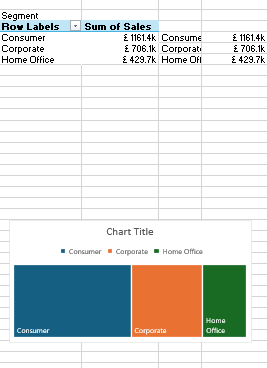 Segment
Row Labels Sum of Sales
Consumer £ 1161.4k Consume £ 1161.4k
Corporate £ 706.1k Corporat £ 706.1k
Home Office £ 429.7k Home Off £ 429.7k
Chart Title
Consumer Corporate Home Office
Consumer
Corporate
Home
Office